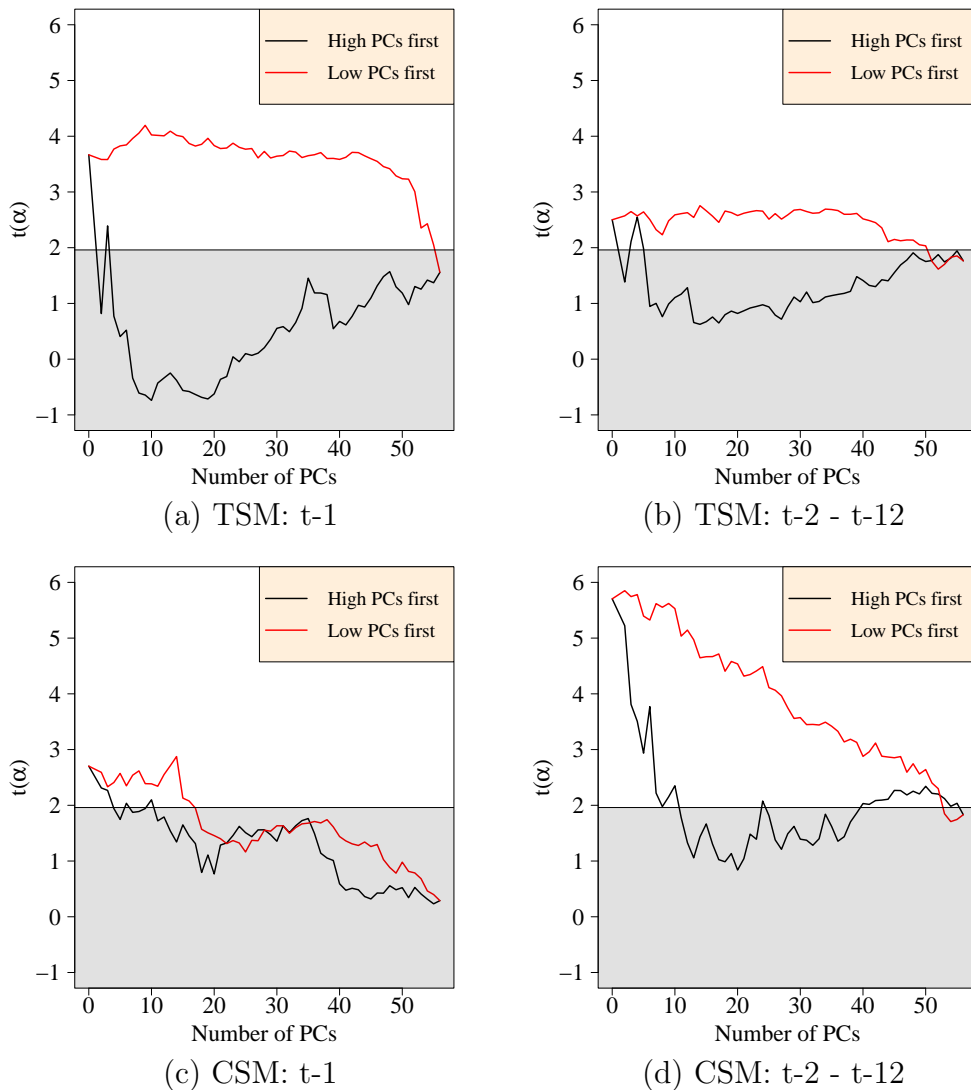 6
5
4
3
2
1
0
−1
t(α)
High PCs first
Low PCs first
0 10 20 30 40 50
Number of PCs
(a) TSM: t-1
6
5
4
3
2
1
0
−1
t(α)
High PCs first
Low PCs first
0 10 20 30 40 50
Number of PCs
(b) TSM: t-2 - t-12
6
5
4
3
2
1
0
−1
t(α)
High PCs first
Low PCs first
0 10 20 30 40 50
Number of PCs
(c) CSM: t-1
6
5
4
3
2
1
0
−1
t(α)
High PCs first
Low PCs first
0 10 20 30 40 50
Number of PCs
(d) CSM: t-2 - t-12